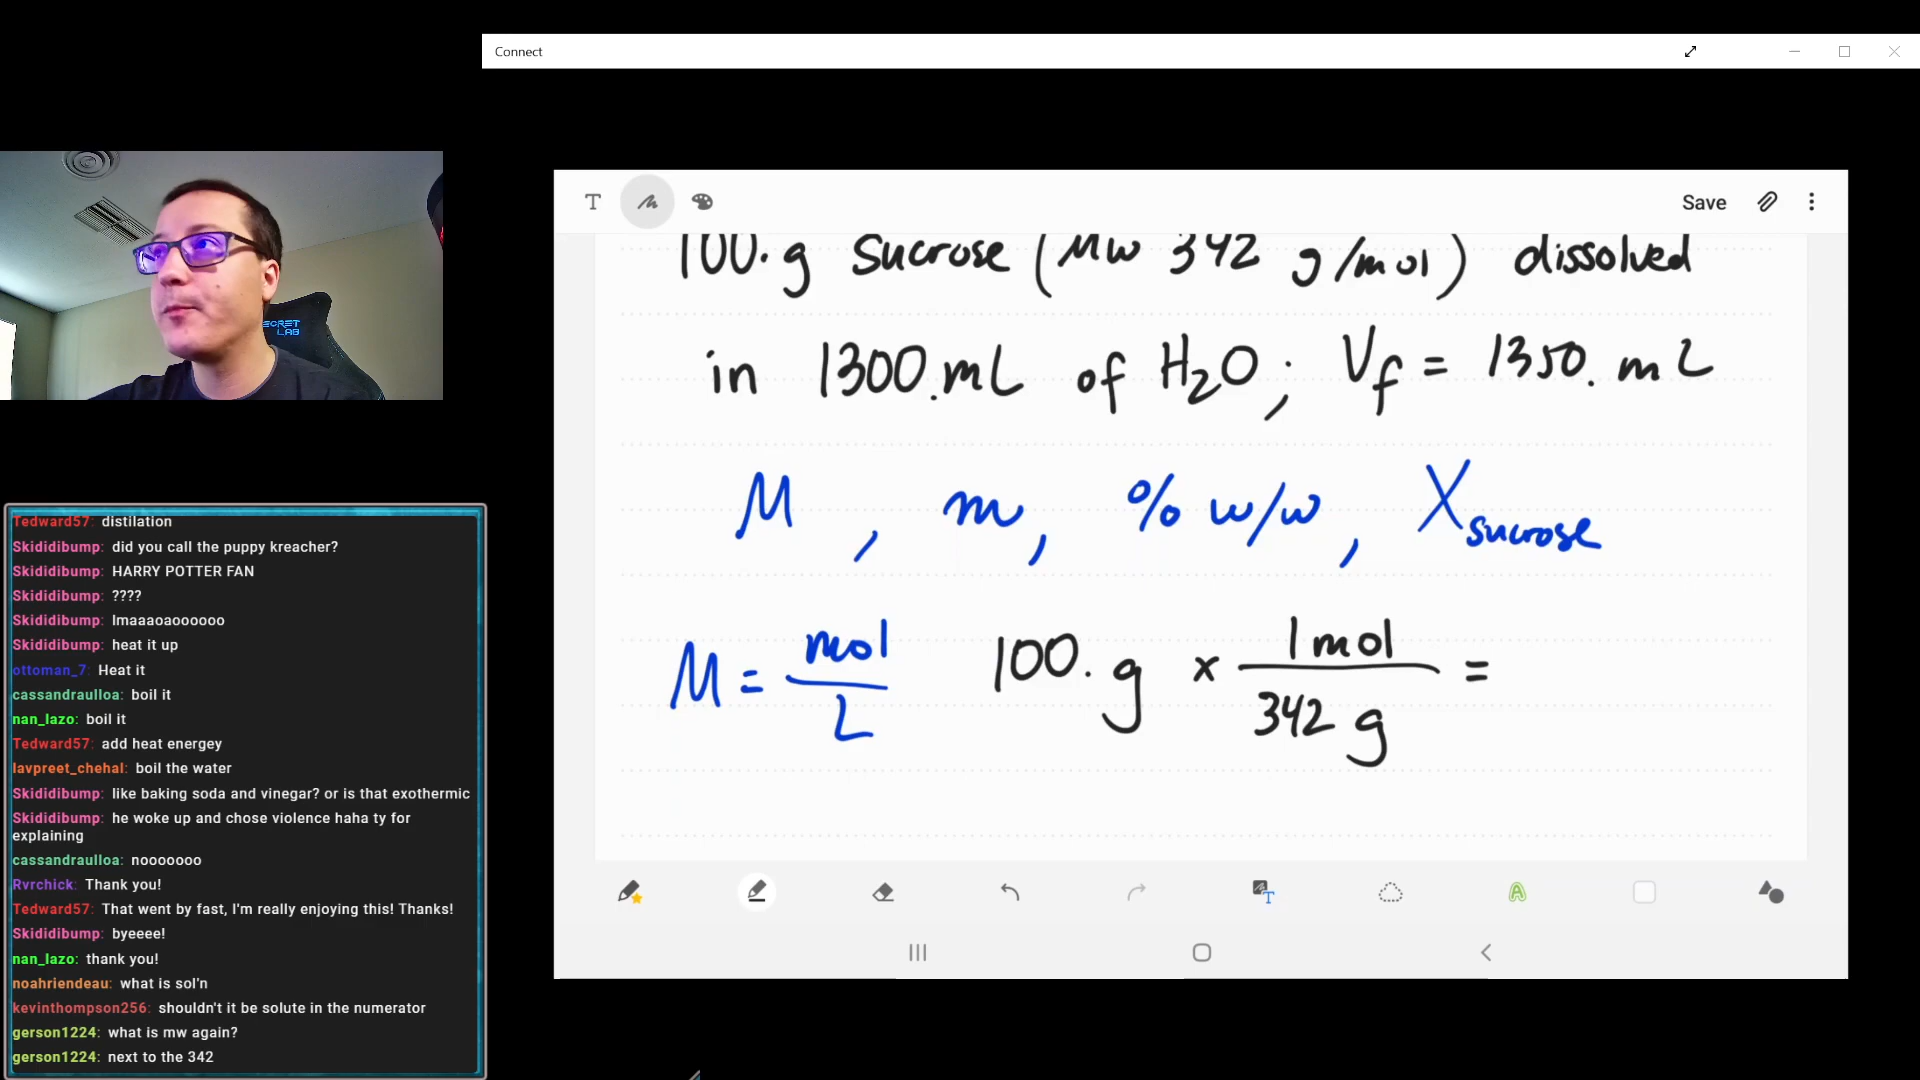 Connect
Save
100. g Sucrose (Mw 342 g/mol) dissolved
in 1300. mL of H₂O; Vf = 1350. mL
M, m, % w/w, Xsucrose
M = mol/L 100. g x 1 mol/342 g =
SECRET
LAB
Tedward57: distilation
Skididibump: did you call the puppy kreacher?
Skididibump: HARRY POTTER FAN
Skididibump: ????
Skididibump: lmaaaoaoooooo
Skididibump: heat it up
ottoman_7: Heat it
cassandraulloa: boil it
nan_lazo: boil it
Tedward57: add heat energey
lavpreet_chehal: boil the water
Skididibump: like baking soda and vinegar? or is that exothermic
Skididibump: he woke up and chose violence haha ty for
explaining
cassandraulloa: nooooooo
Rvrchick: Thank you!
Tedward57: That went by fast, I'm really enjoying this! Thanks!
Skididibump: byeeee!
nan_lazo: thank you!
noahriendeau: what is sol'n
kevinthompson256: shouldn't it be solute in the numerator
gerson1224: what is mw again?
gerson1224: next to the 342